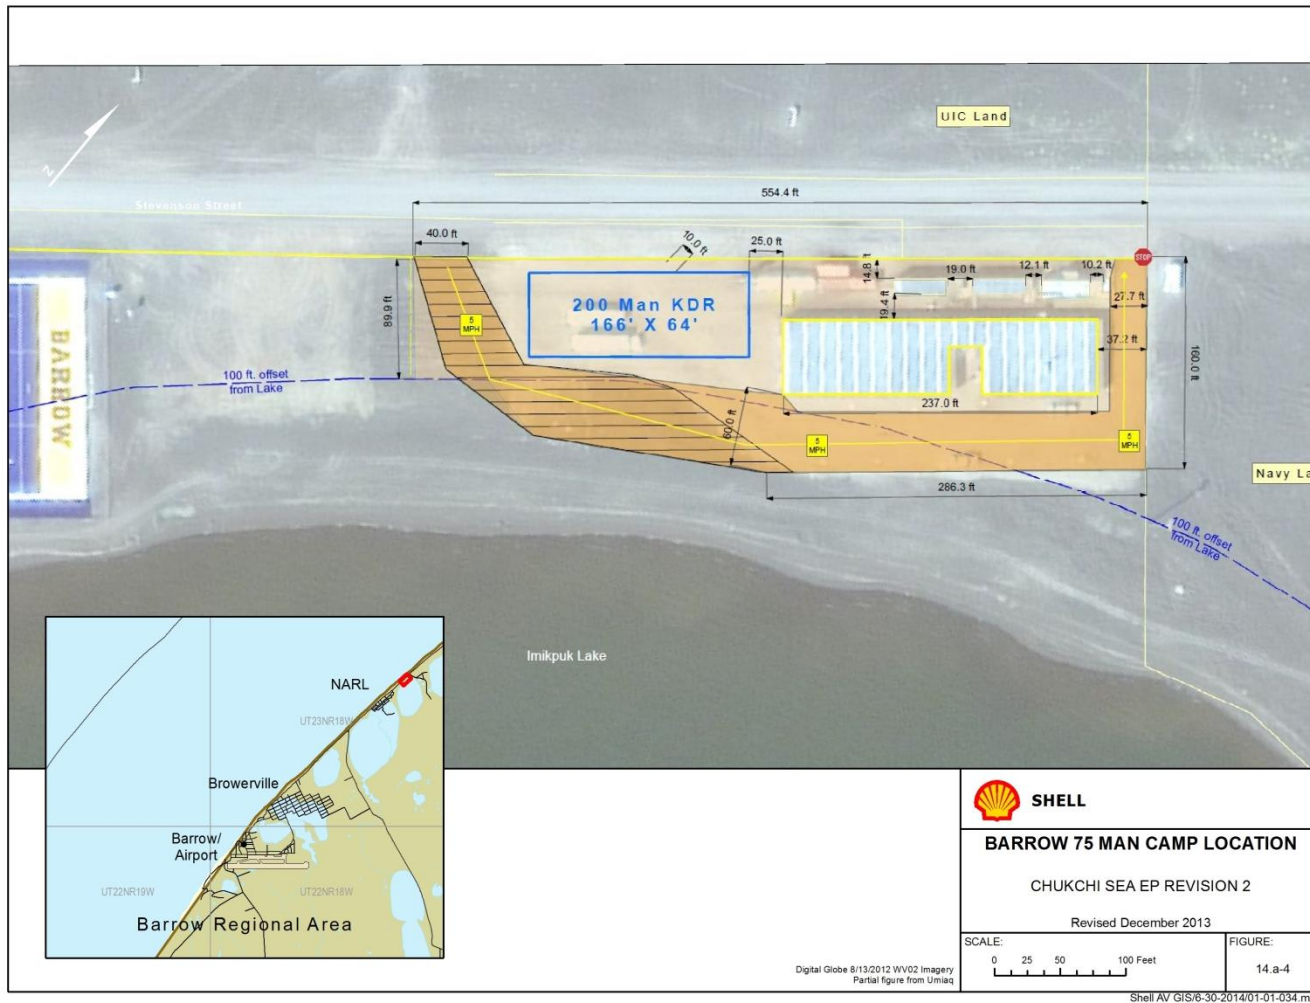 UIC Land
Stevenson Street
554.4 ft
40.0 ft
10.0 ft
25.0 ft
STOP
14.8 ft
19.0 ft
12.1 ft
10.2 ft
27.7 ft
19.4 ft
37.2 ft
160.0 ft
89.9 ft
200 Man KDR
166' X 64'
5
MPH
BARROW
100 ft. offset
from Lake
237.0 ft
60.0 ft
5
MPH
5
MPH
286.3 ft
Navy La
100 ft. offset
from Lake
Imikpuk Lake
Z
NARL
UT23NR18W
Browerville
Barrow/
Airport
UT22NR19W
UT22NR18W
Barrow Regional Area
SHELL
BARROW 75 MAN CAMP LOCATION
CHUKCHI SEA EP REVISION 2
Revised December 2013
SCALE:
0 25 50 100 Feet
FIGURE:
14.a-4
Digital Globe 8/13/2012 WV02 Imagery
Partial figure from Umiaq
Shell AV GIS/6-30-2014/01-01-034.m